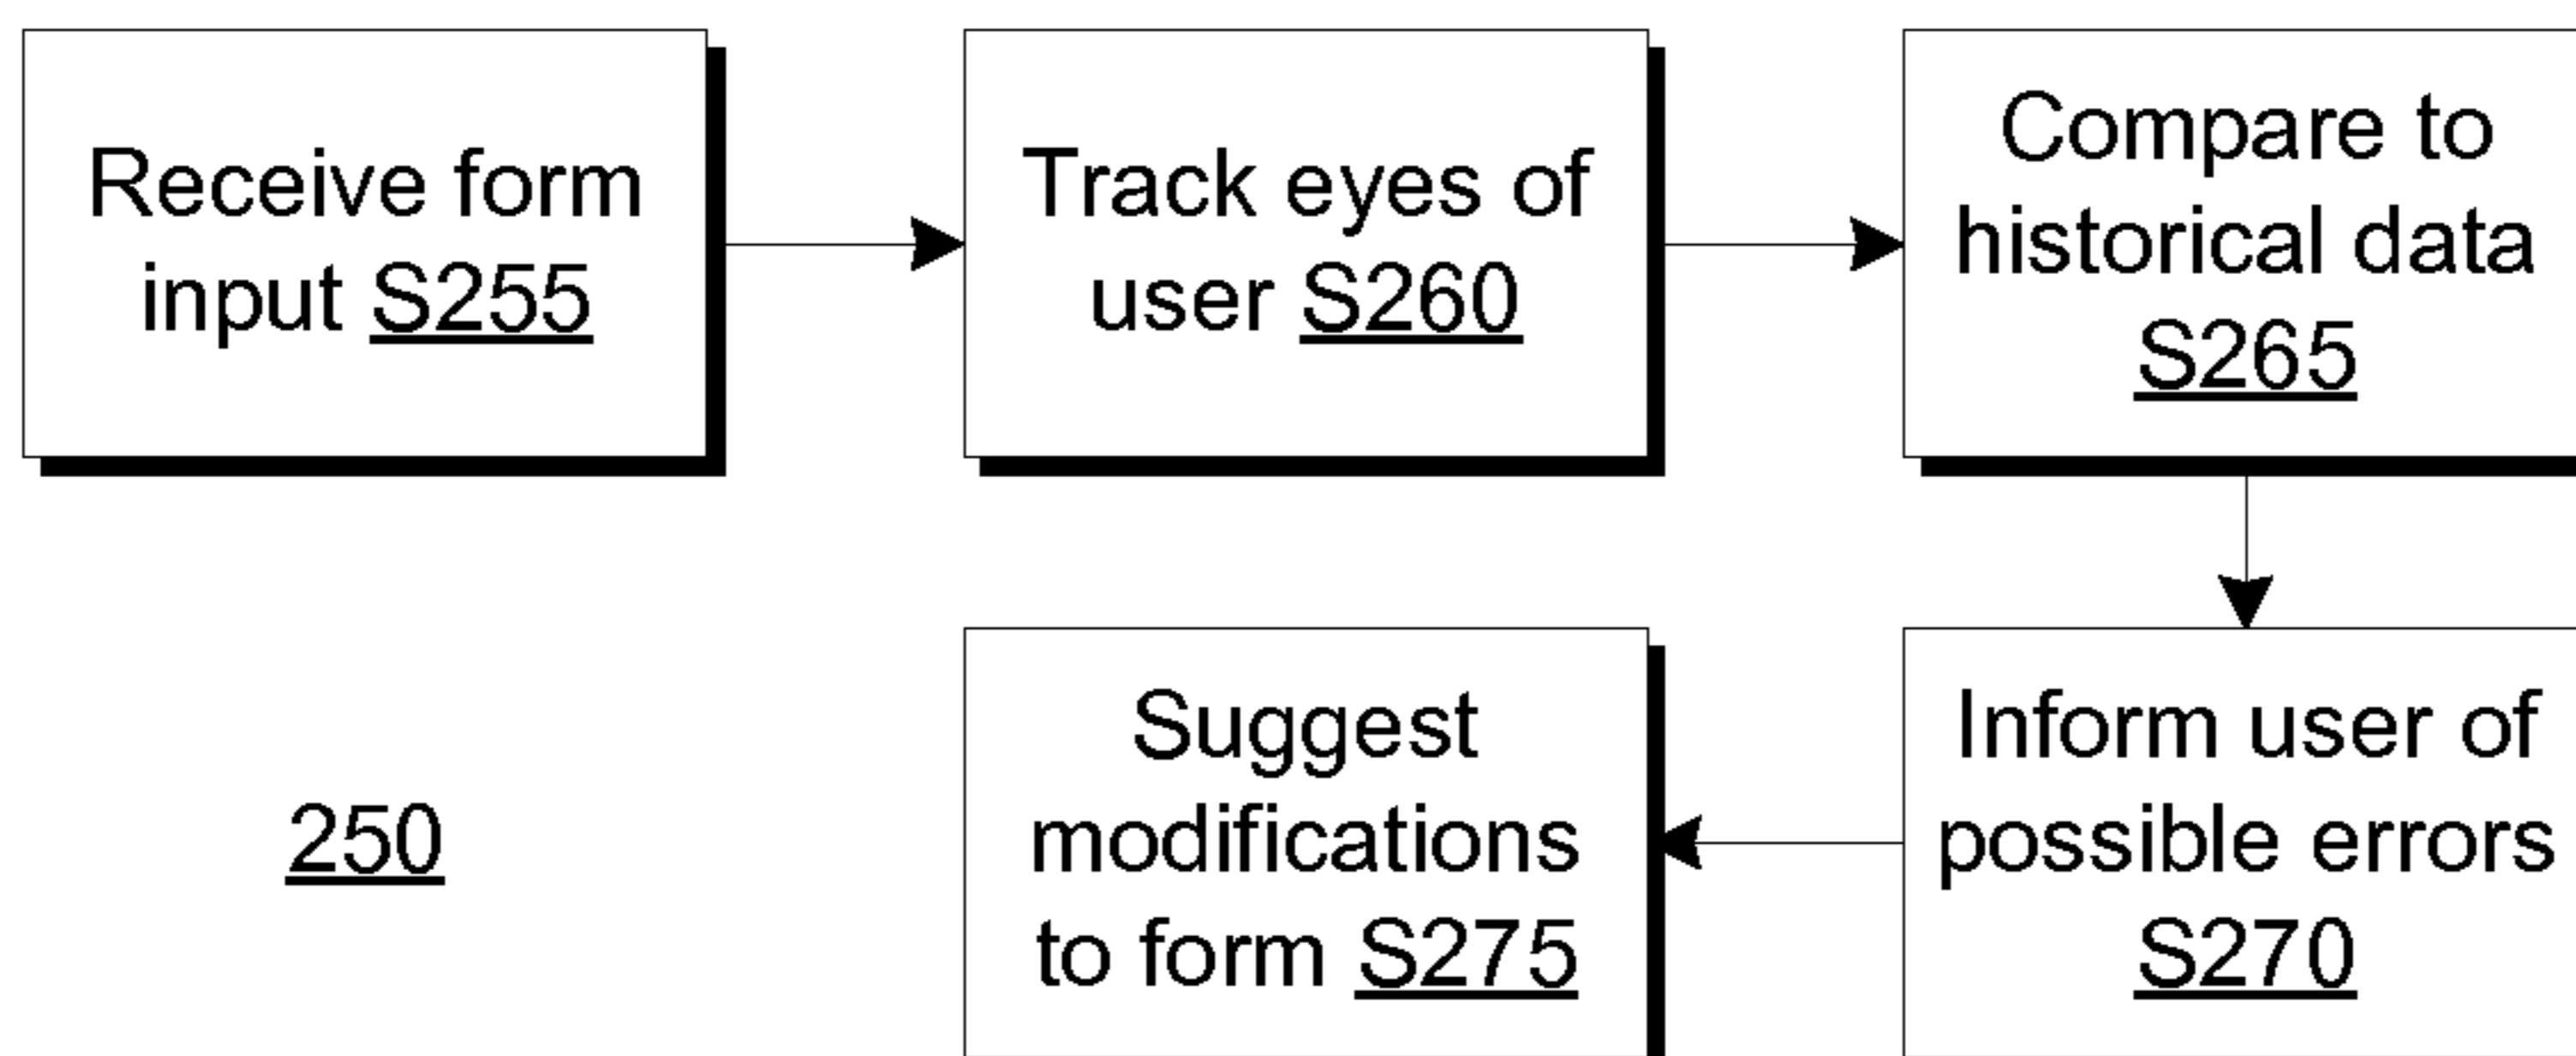 Receive form
input S255
Track eyes of
user S260
Compare to
historical data
S265
Inform user of
possible errors
S270
Suggest
modifications
to form S275
250